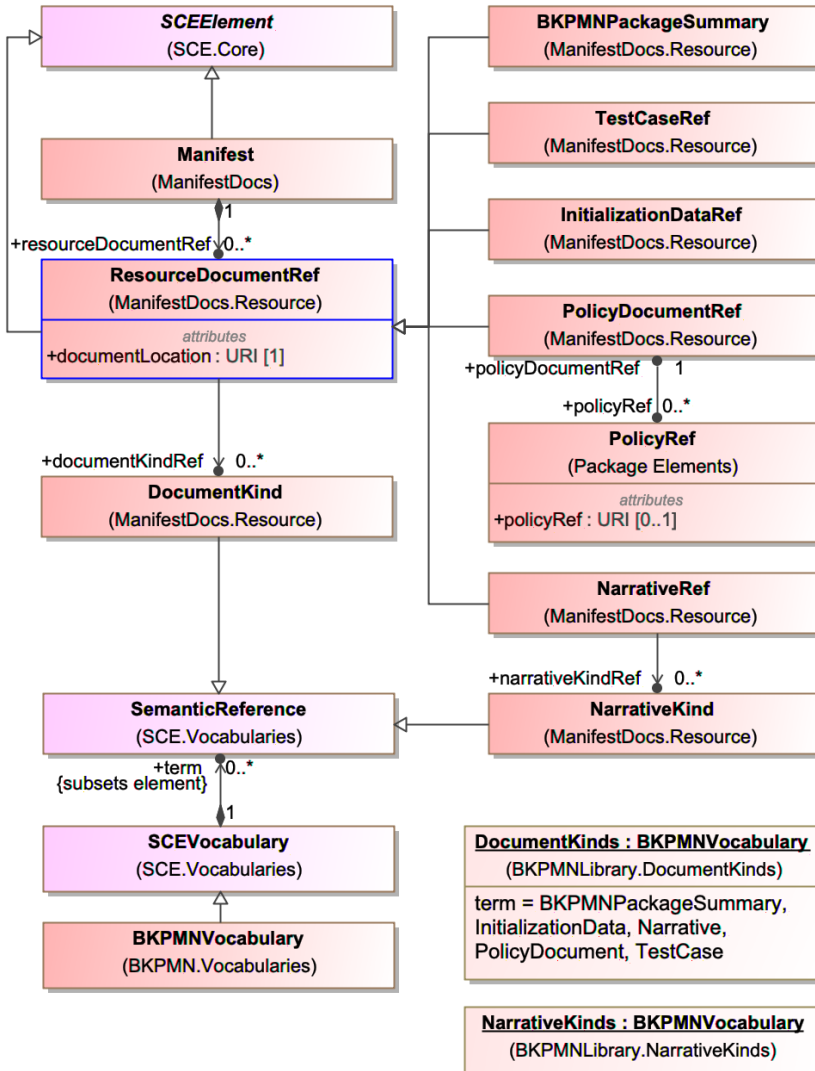 SCEElement
(SCE.Core)
Manifest
(ManifestDocs)
1
+resourceDocumentRef 0..*
ResourceDocumentRef
(ManifestDocs.Resource)
attributes
+documentLocation : URI [1]
+documentKindRef 0..*
DocumentKind
(ManifestDocs.Resource)
SemanticReference
(SCE.Vocabularies)
+term 0..*
{subsets element}
1
SCEVocabulary
(SCE.Vocabularies)
BKPMNVocabulary
(BKPMN.Vocabularies)
BKPMNPackageSummary
(ManifestDocs.Resource)
TestCaseRef
(ManifestDocs.Resource)
InitializationDataRef
(ManifestDocs.Resource)
PolicyDocumentRef
(ManifestDocs.Resource)
+policyDocumentRef 1
+policyRef 0..*
PolicyRef
(Package Elements)
attributes
+policyRef : URI [0..1]
NarrativeRef
(ManifestDocs.Resource)
+narrativeKindRef 0..*
NarrativeKind
(ManifestDocs.Resource)
DocumentKinds : BKPMNVocabulary
(BKPMNLibrary.DocumentKinds)
term = BKPMNPackageSummary,
InitializationData, Narrative,
PolicyDocument, TestCase
NarrativeKinds : BKPMNVocabulary
(BKPMNLibrary.NarrativeKinds)